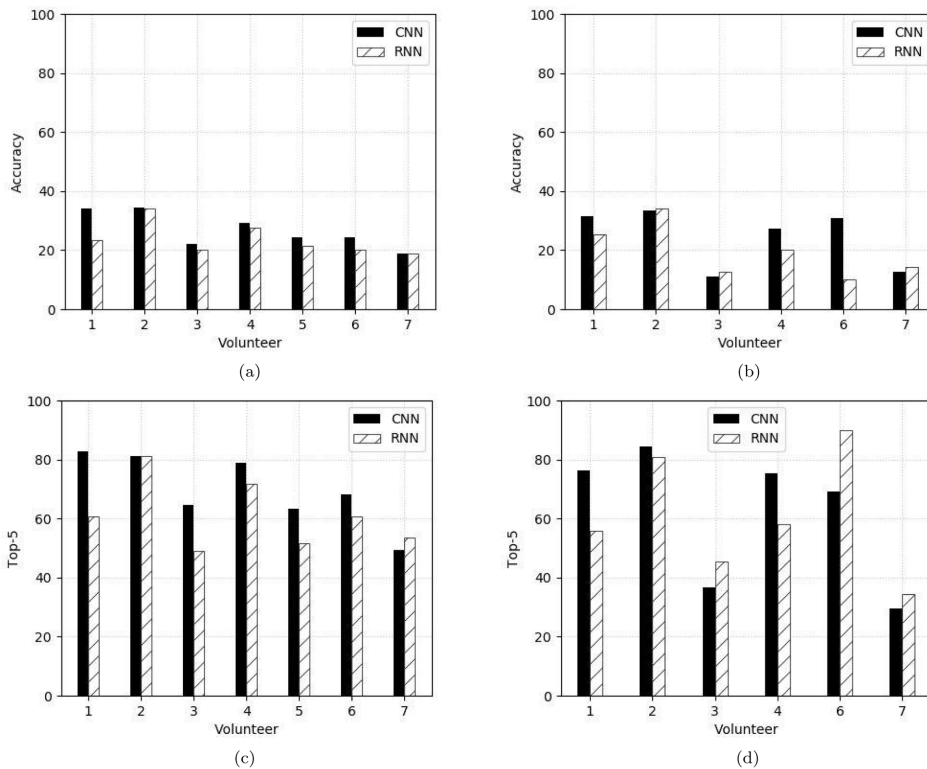 100
80
60
40
20
0
Accuracy
CNN
RNN
1 2 3 4 5 6 7
Volunteer
(a)
100
80
60
40
20
0
Accuracy
CNN
RNN
1 2 3 4 6 7
Volunteer
(b)
100
80
60
40
20
0
Top-5
CNN
RNN
1 2 3 4 5 6 7
Volunteer
(c)
100
80
60
40
20
0
Top-5
CNN
RNN
1 2 3 4 6 7
Volunteer
(d)